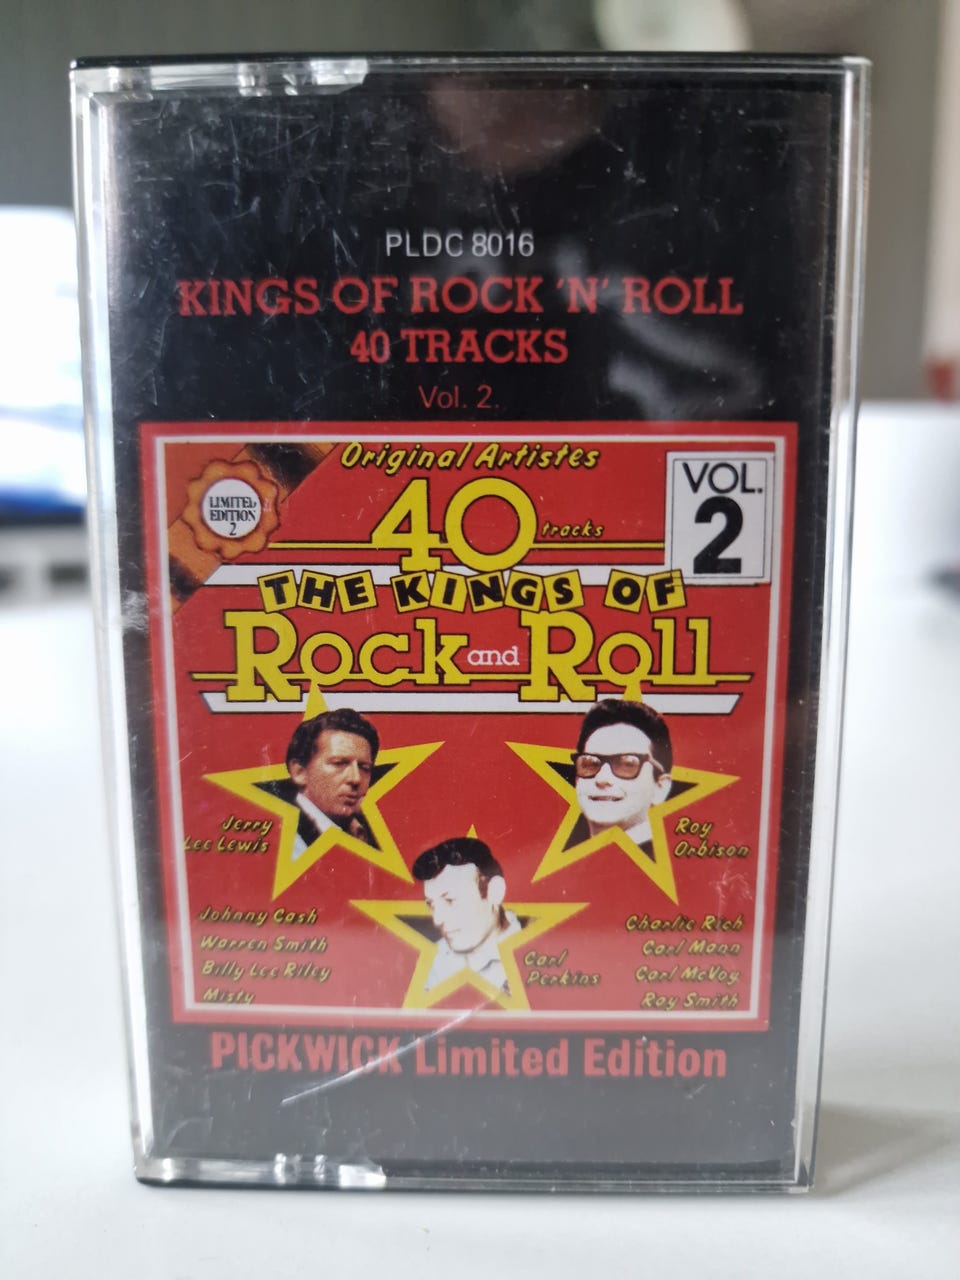 PLDC 8016
KINGS OF ROCK 'N' ROLL
40 TRACKS
Vol. 2.
Original Artistes
LIMITED
EDITION
2
40 tracks
VOL.
2
THE KINGS OF
Rock and Roll
Jerry
Lee Lewis
Roy
Orbison
Carl
Perkins
Johnny Cash
Warren Smith
Billy Lee Riley
Misty
Charlie Rich
Carl Mann
Carl McVoy
Ray Smith
PICKWICK Limited Edition